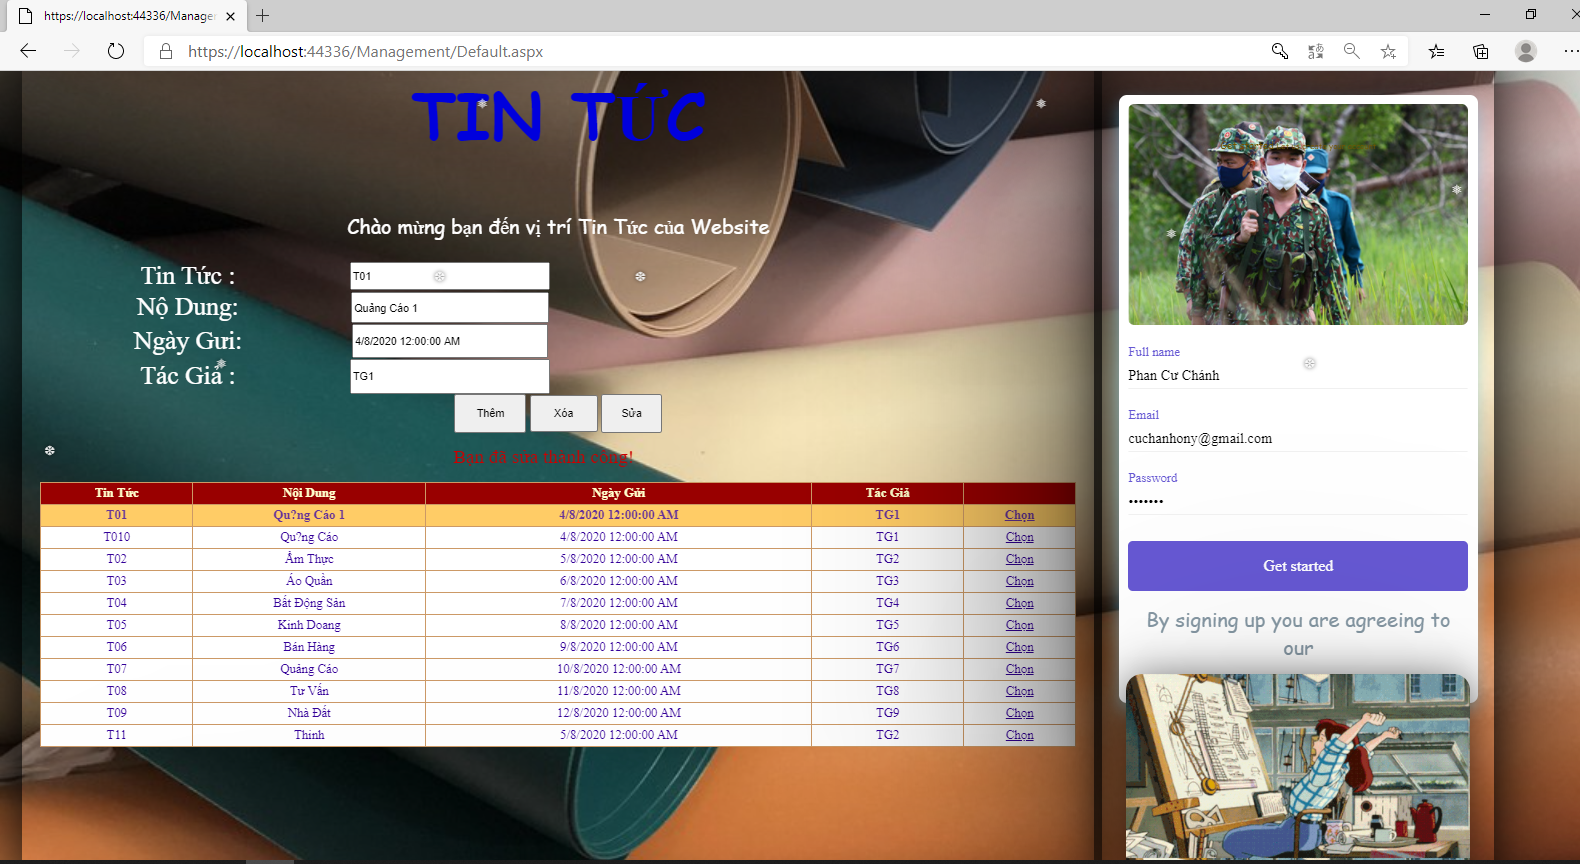 https://localhost:44336/Manage
https://localhost:44336/Management/Default.aspx
TIN TỨC
Chào mừng bạn đến vị trí Tin Tức của Website
Tin Tức : T01
Nộ Dung: Quảng Cáo 1
Ngày Gưi: 4/8/2020 12:00:00 AM
Tác Giả : TG1
Thêm Xóa Sửa
Bạn đã sửa thành công!
Tin Tức Nội Dung Ngày Gửi Tác Giả
T01 Qu?ng Cáo 1 4/8/2020 12:00:00 AM TG1 Chọn
T010 Qu?ng Cáo 4/8/2020 12:00:00 AM TG1 Chọn
T02 Ẩm Thực 5/8/2020 12:00:00 AM TG2 Chọn
T03 Áo Quần 6/8/2020 12:00:00 AM TG3 Chọn
T04 Bất Động Sản 7/8/2020 12:00:00 AM TG4 Chọn
T05 Kinh Doang 8/8/2020 12:00:00 AM TG5 Chọn
T06 Bán Hàng 9/8/2020 12:00:00 AM TG6 Chọn
T07 Quảng Cáo 10/8/2020 12:00:00 AM TG7 Chọn
T08 Tư Vấn 11/8/2020 12:00:00 AM TG8 Chọn
T09 Nhà Đất 12/8/2020 12:00:00 AM TG9 Chọn
T11 Thinh 5/8/2020 12:00:00 AM TG2 Chọn
Full name
Phan Cư Chánh
Email
cuchanhony@gmail.com
Password
•••••••
Get started
By signing up you are agreeing to
our